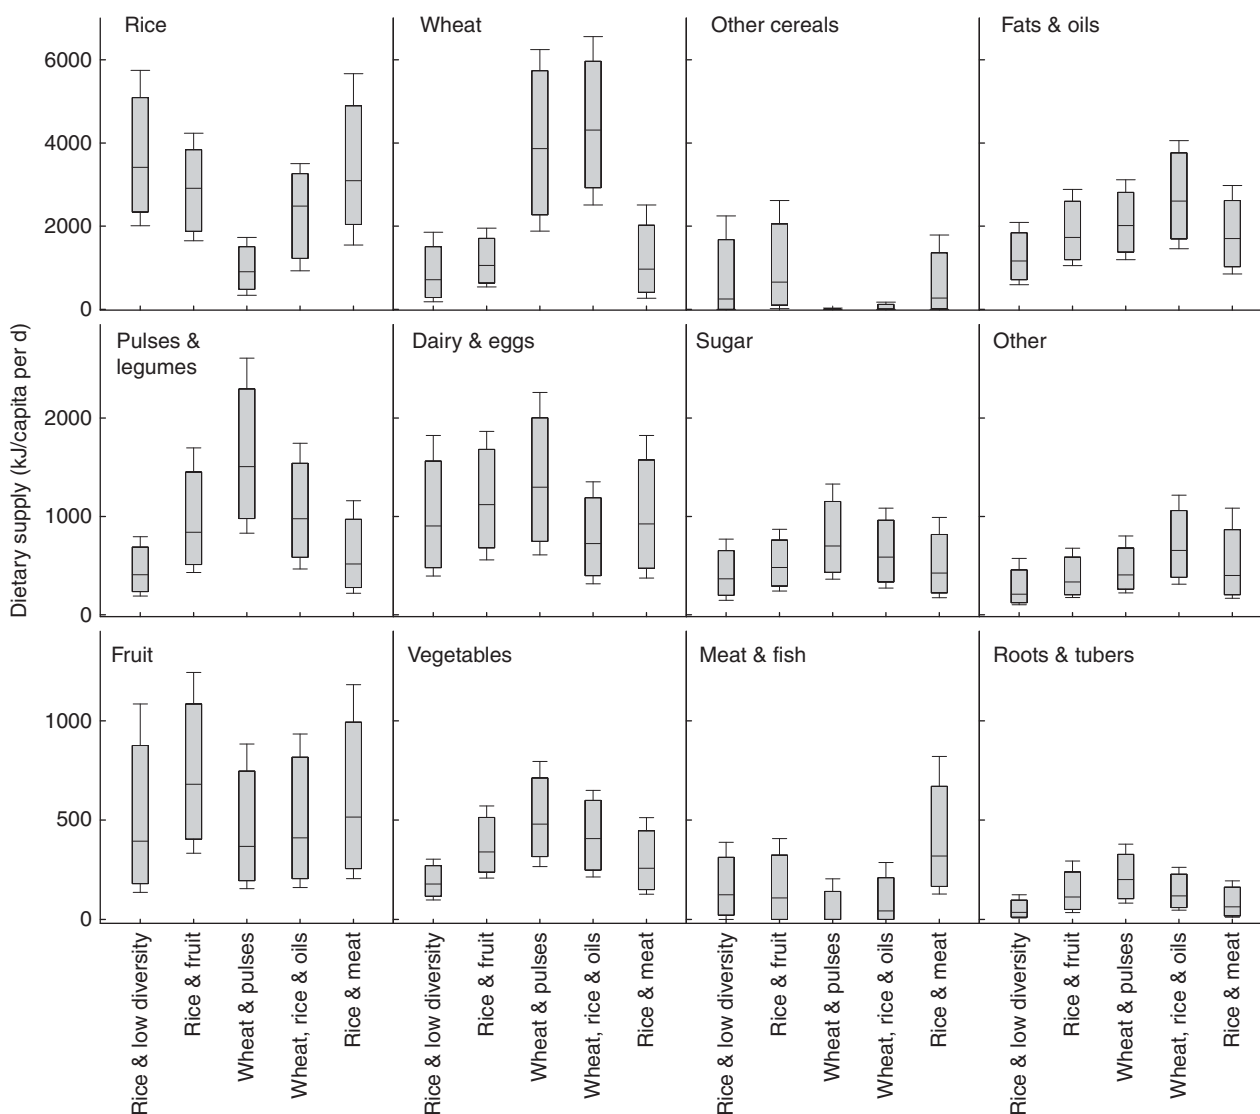 Rice
Wheat
Other cereals
Fats & oils
6000
4000
2000
0
Dietary supply (kJ/capita per d)
Pulses &
legumes
Dairy & eggs
Sugar
Other
2000
1000
0
Fruit
Vegetables
Meat & fish
Roots & tubers
1000
500
0
Rice & low diversity
Rice & fruit
Wheat & pulses
Wheat, rice & oils
Rice & meat
Rice & low diversity
Rice & fruit
Wheat & pulses
Wheat, rice & oils
Rice & meat
Rice & low diversity
Rice & fruit
Wheat & pulses
Wheat, rice & oils
Rice & meat
Rice & low diversity
Rice & fruit
Wheat & pulses
Wheat, rice & oils
Rice & meat